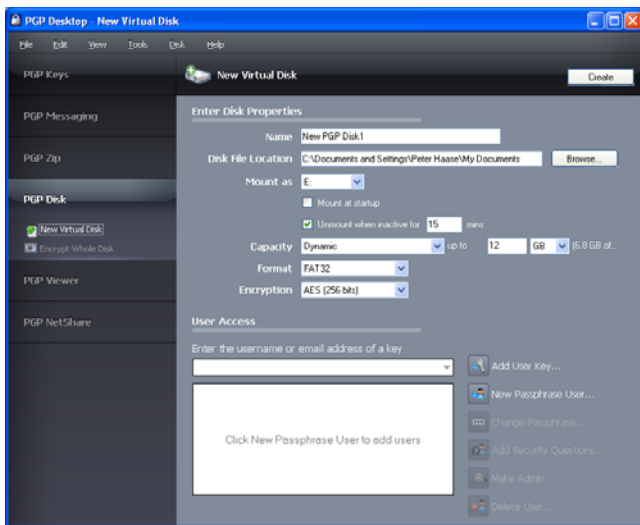 PGP Desktop - New Virtual Disk
File Edit View Tools Disk Help
PGP Keys
PGP Messaging
PGP Zip
PGP Disk
New Virtual Disk
Encrypt Whole Disk
PGP Viewer
PGP NetShare
New Virtual Disk
Create
Enter Disk Properties
Name New PGP Disk1
Disk File Location C:\Documents and Settings\Peter Haase\My Documents Browse...
Mount as E:
Mount at startup
Unmount when inactive for 15 mins
Capacity Dynamic up to 12 GB (6.8 GB of...
Format FAT32
Encryption AES (256 bits)
User Access
Enter the username or email address of a key
Click New Passphrase User to add users
Add User Key...
New Passphrase User...
Change Passphrase...
Add Security Questions...
Make Admin
Delete User...